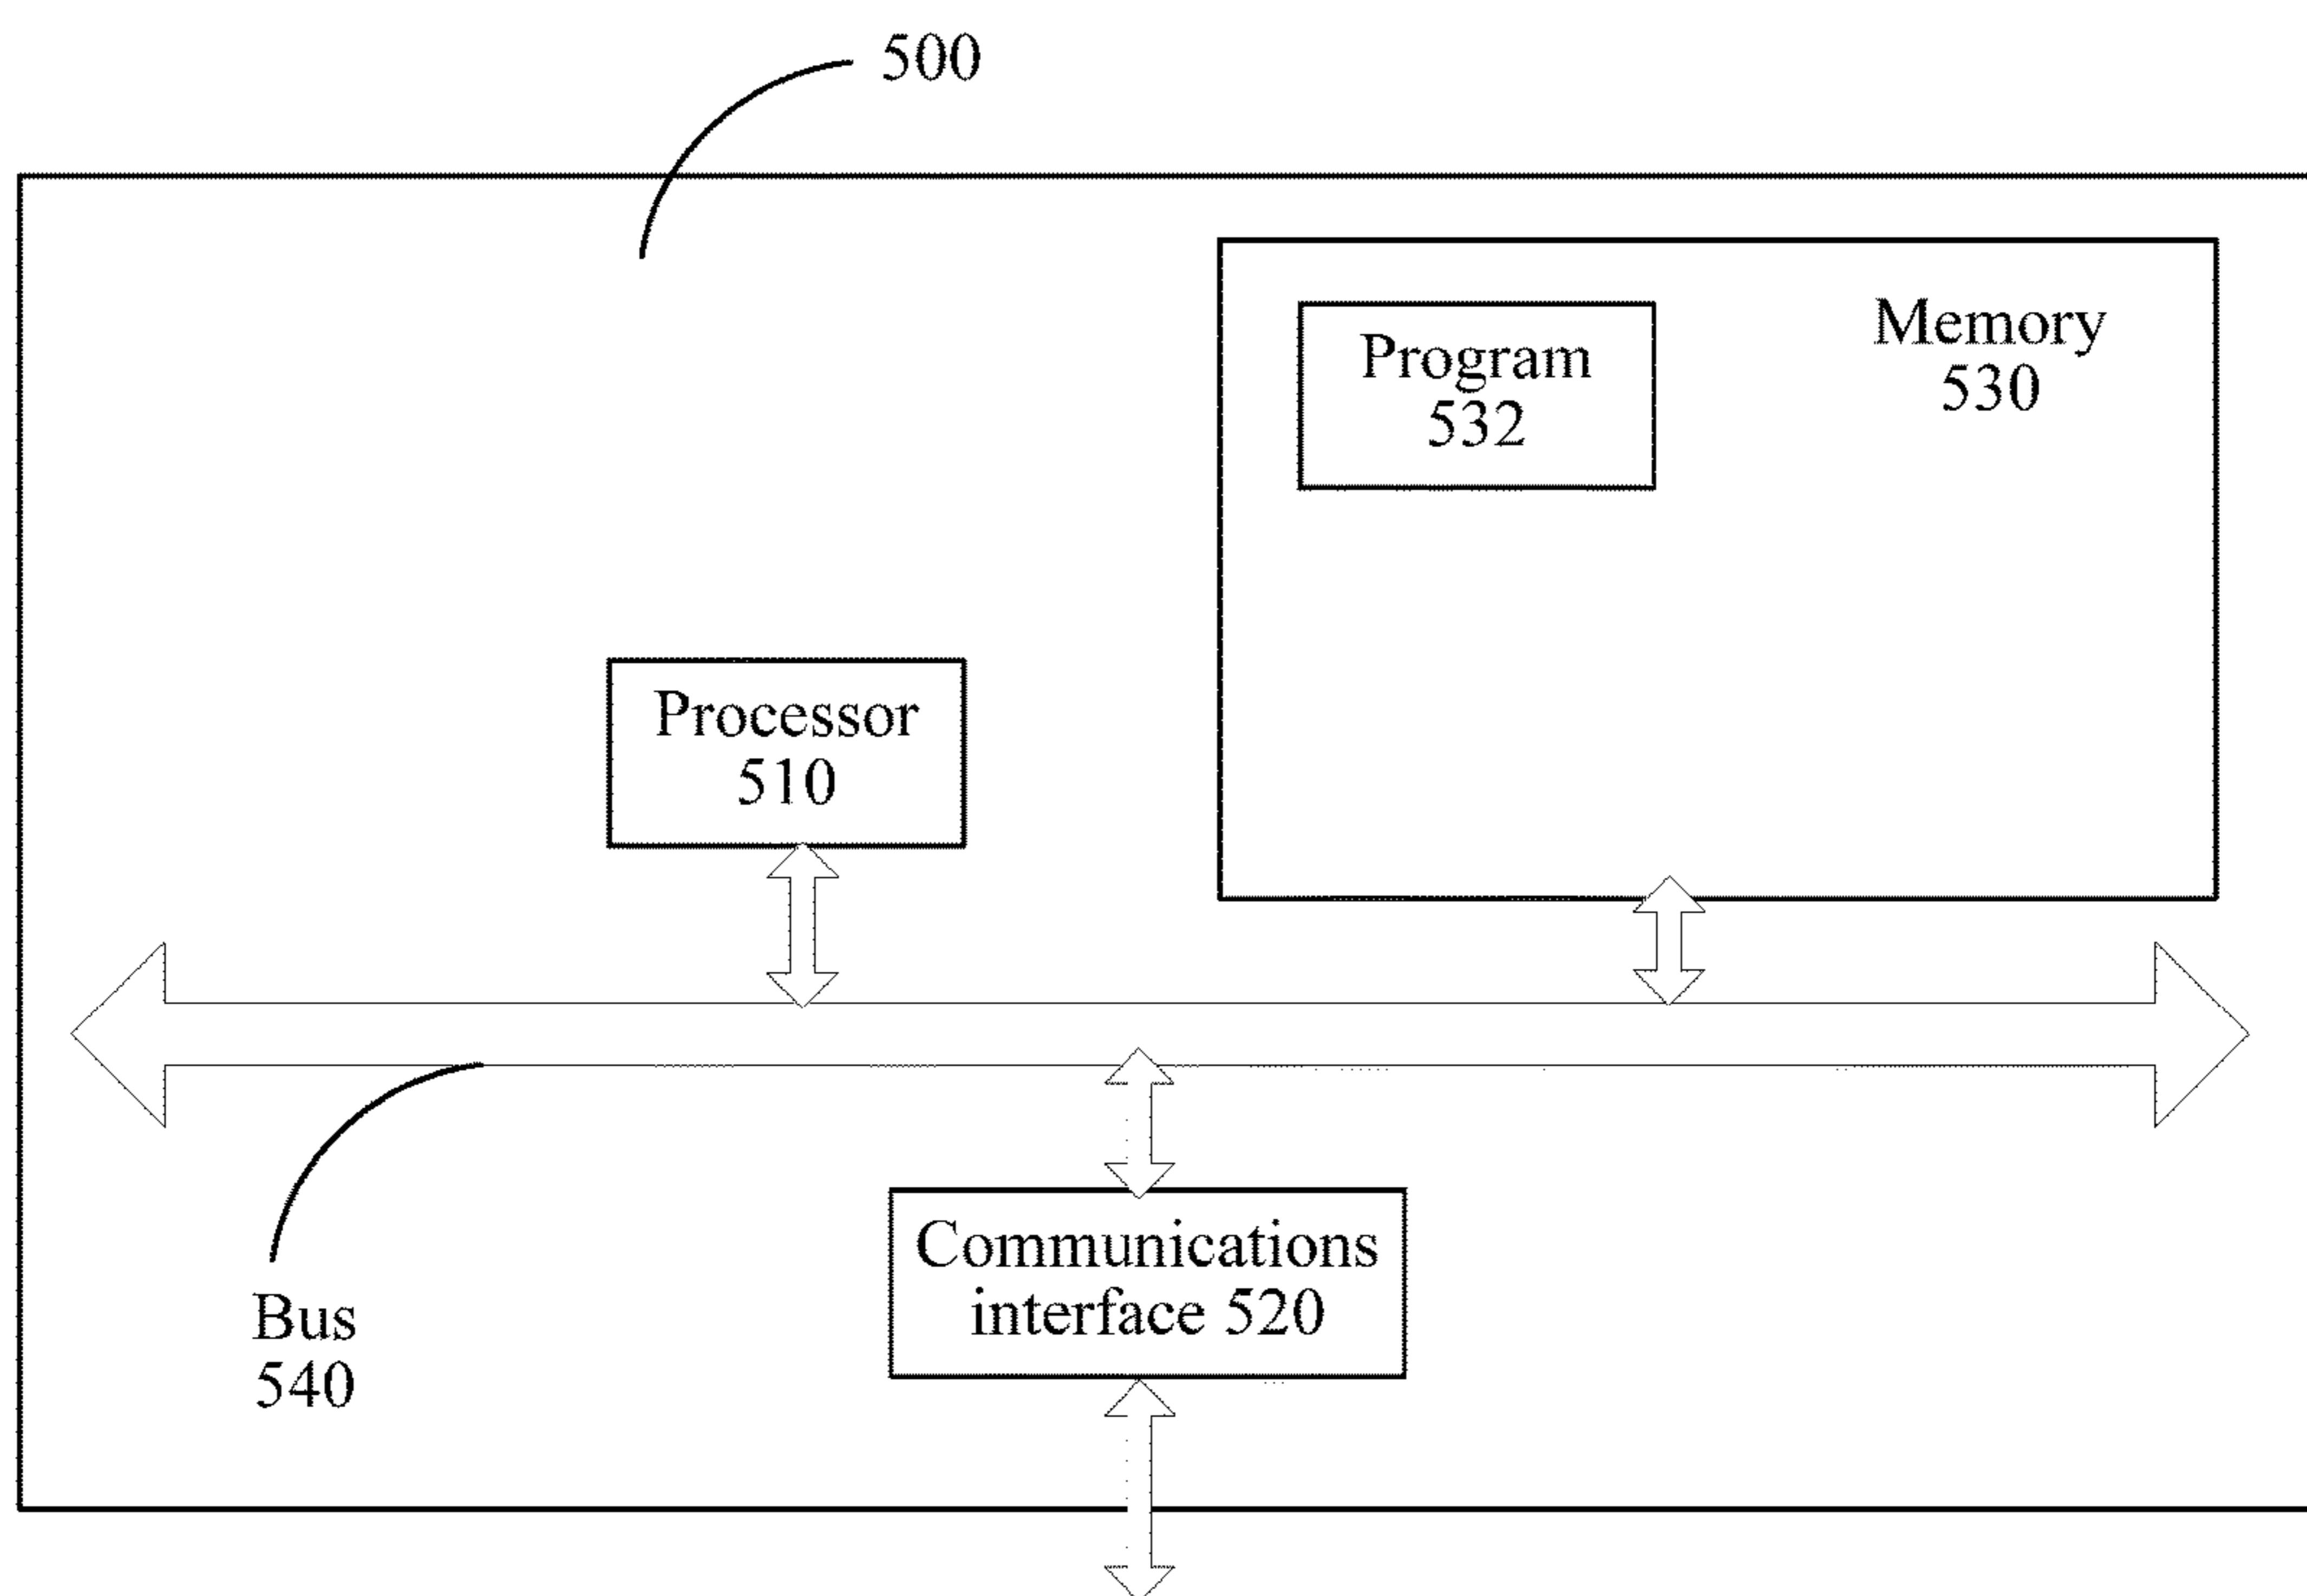 500
Memory
530
Program
532
Processor
510
Communications
interface 520
Bus
540